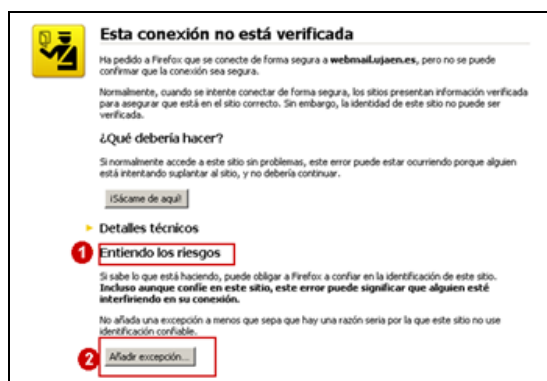 Esta conexión no está verificada
Ha pedido a Firefox que se conecte de forma segura a webmail.ujaen.es, pero no se puede
confirmar que la conexión sea segura.
Normalmente, cuando se intente conectar de forma segura, los sitios presentan información verificada
para asegurar que está en el sitio correcto. Sin embargo, la identidad de este sitio no puede ser
verificada.
¿Qué debería hacer?
Si normalmente accede a este sitio sin problemas, este error puede estar ocurriendo porque alguien
está intentando suplantar al sitio, y no debería continuar.
¡Sácame de aquí!
Detalles técnicos
1 Entiendo los riesgos
Si sabe lo que está haciendo, puede obligar a Firefox a confiar en la identificación de este sitio.
Incluso aunque confíe en este sitio, este error puede significar que alguien esté
interfiriendo en su conexión.
No añada una excepción a menos que sepa que hay una razón seria por la que este sitio no use
identificación confiable.
2 Añadir excepción...